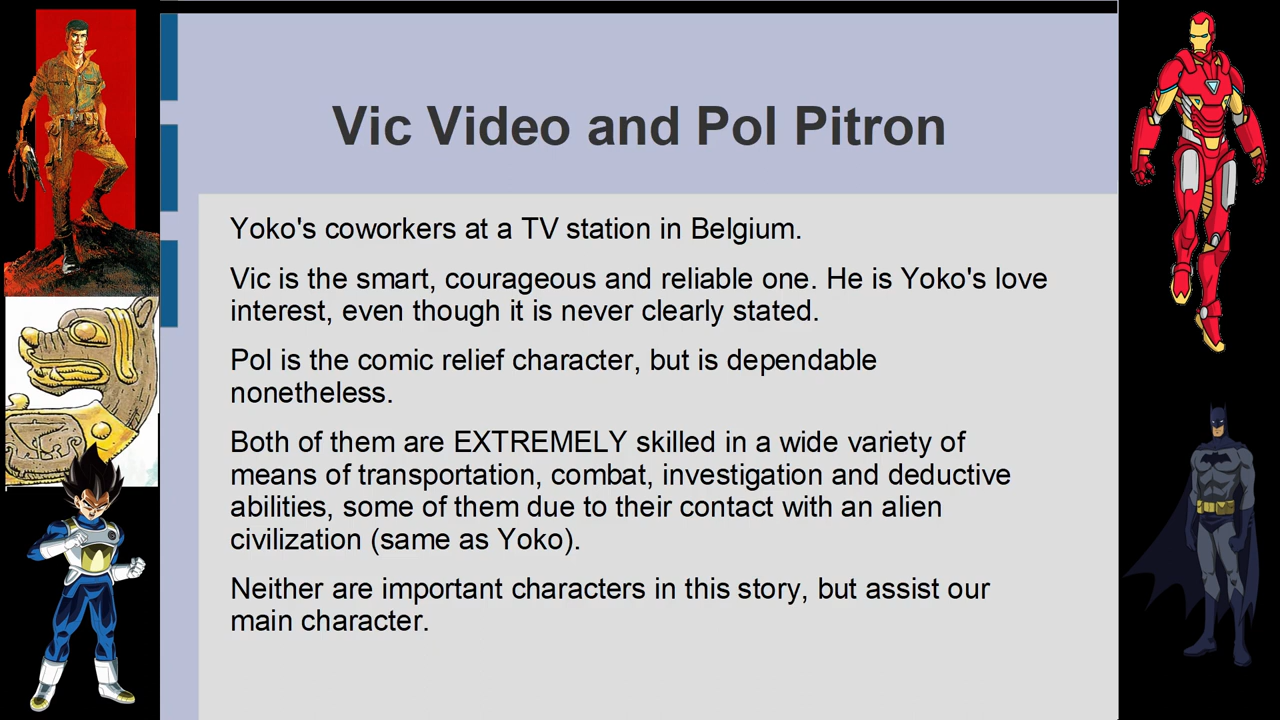 Vic Video and Pol Pitron
Yoko's coworkers at a TV station in Belgium.
Vic is the smart, courageous and reliable one. He is Yoko's love
interest, even though it is never clearly stated.
Pol is the comic relief character, but is dependable
nonetheless.
Both of them are EXTREMELY skilled in a wide variety of
means of transportation, combat, investigation and deductive
abilities, some of them due to their contact with an alien
civilization (same as Yoko).
Neither are important characters in this story, but assist our
main character.